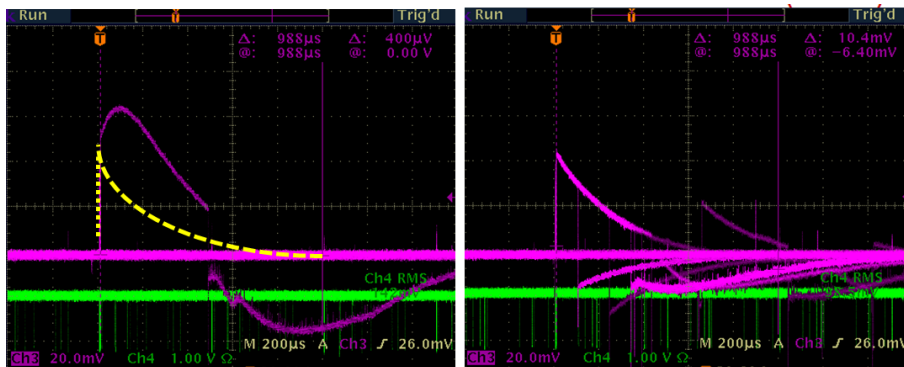 Run Trig'd
T
T
Δ: 988µs Δ: 400µV
@: 988µs @: 0.00 V
Ch4 RMS
M 200µs A Ch3 ʃ 26.0mV
Ch3 20.0mV Ch4 1.00 V Ω
Run Trig'd
T
T
Δ: 988µs Δ: 10.4mV
@: 988µs @: −6.40mV
Ch4 RMS
M 200µs A Ch3 ʃ 26.0mV
Ch3 20.0mV Ch4 1.00 V Ω